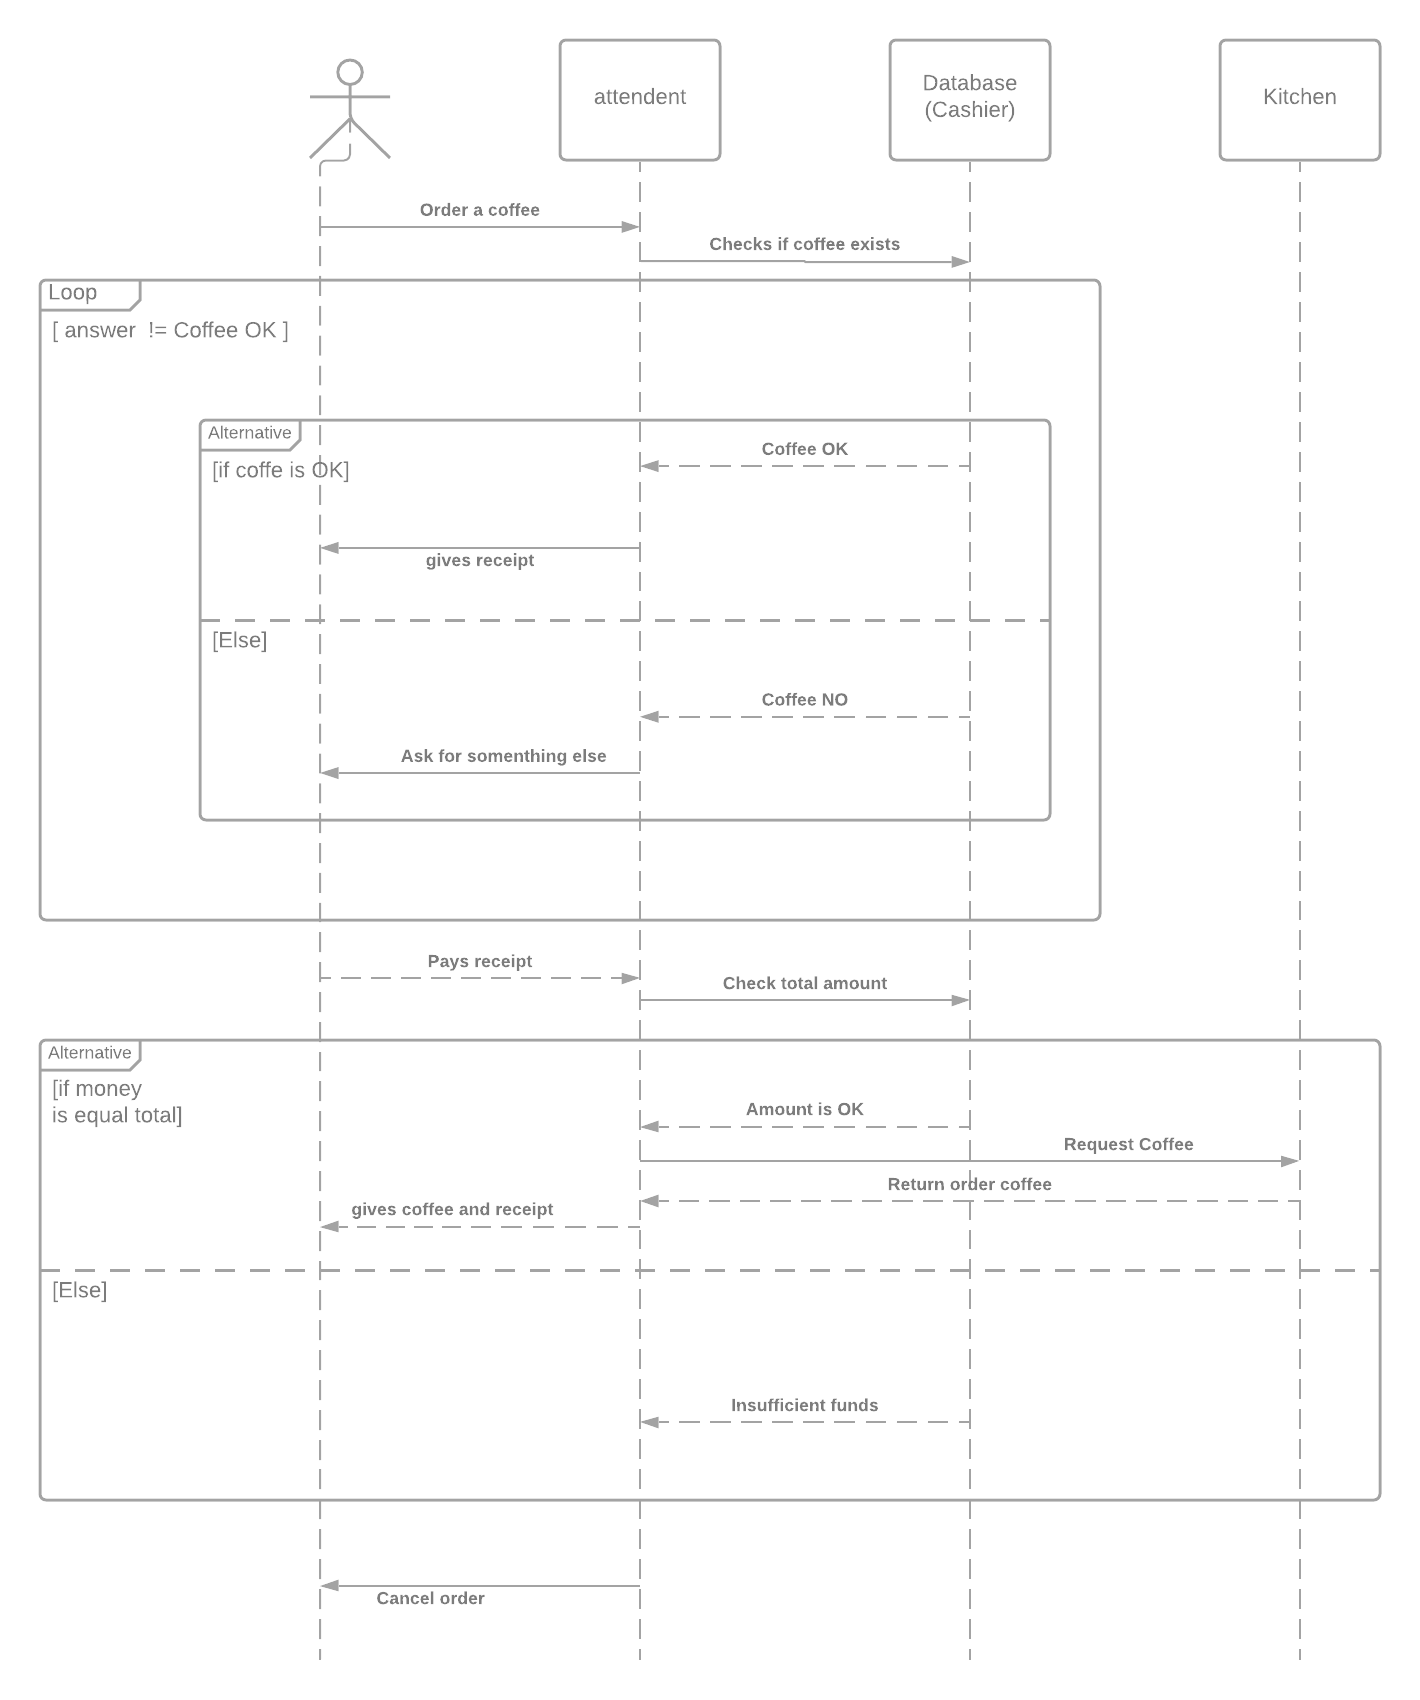 attendent
Database
(Cashier)
Kitchen
Order a coffee
Checks if coffee exists
Loop
[ answer  != Coffee OK ]
Alternative
[if coffe is OK]
Coffee OK
gives receipt
[Else]
Coffee NO
Ask for somenthing else
Pays receipt
Check total amount
Alternative
[if money
is equal total]
Amount is OK
Request Coffee
Return order coffee
gives coffee and receipt
[Else]
Insufficient funds
Cancel order